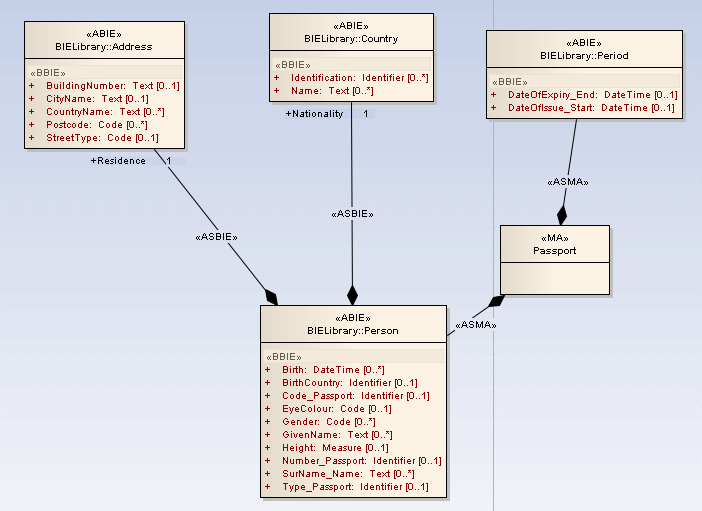 «ABIE»
BIELibrary::Address
«BBIE»
+ BuildingNumber: Text [0..1]
+ CityName: Text [0..1]
+ CountryName: Text [0..*]
+ Postcode: Code [0..*]
+ StreetType: Code [0..1]
+Residence 1
«ABIE»
BIELibrary::Country
«BBIE»
+ Identification: Identifier [0..*]
+ Name: Text [0..*]
+Nationality 1
«ABIE»
BIELibrary::Period
«BBIE»
+ DateOfExpiry_End: DateTime [0..1]
+ DateOfIssue_Start: DateTime [0..1]
«ASMA»
«ASBIE»
«ASBIE»
«MA»
Passport
«ASMA»
«ABIE»
BIELibrary::Person
«BBIE»
+ Birth: DateTime [0..*]
+ BirthCountry: Identifier [0..1]
+ Code_Passport: Identifier [0..1]
+ EyeColour: Code [0..1]
+ Gender: Code [0..*]
+ GivenName: Text [0..*]
+ Height: Measure [0..1]
+ Number_Passport: Identifier [0..1]
+ SurName_Name: Text [0..*]
+ Type_Passport: Identifier [0..1]